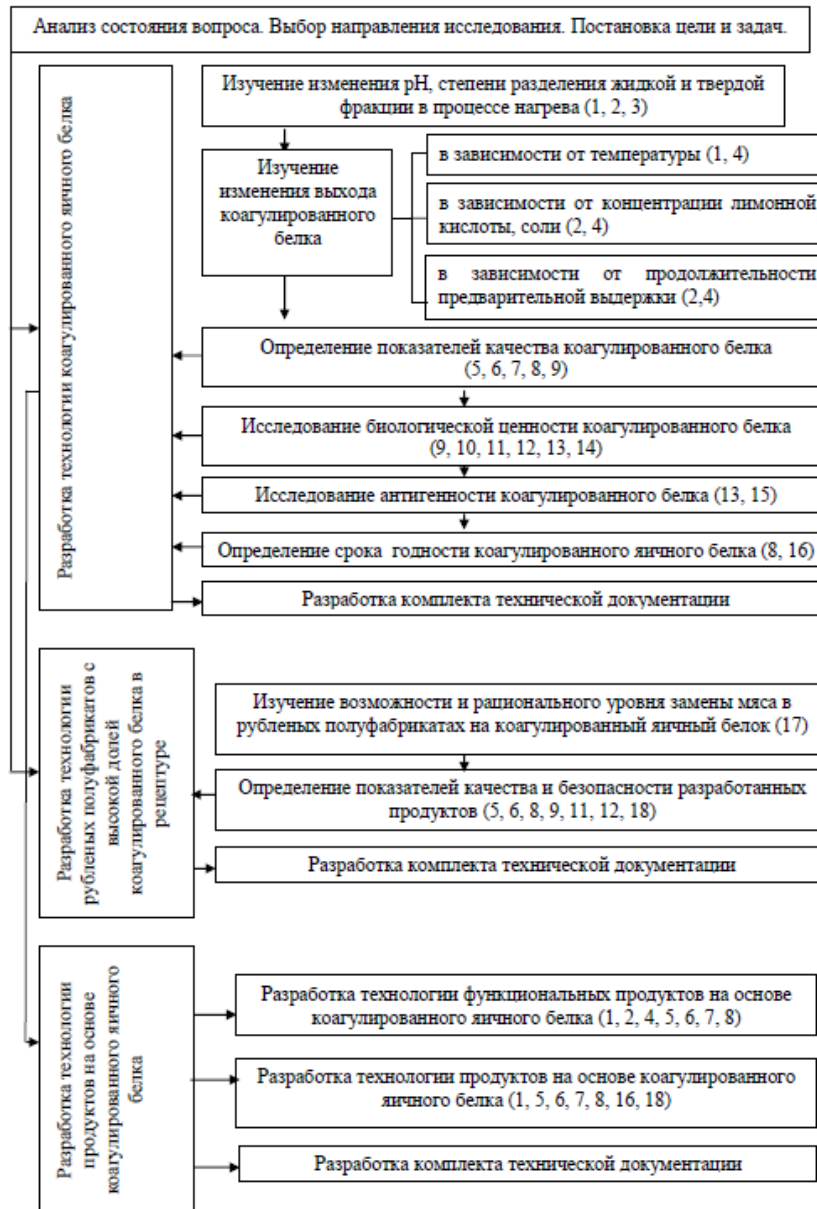 Анализ состояния вопроса. Выбор направления исследования. Постановка цели и задач.
Разработка технологии коагулированного яичного белка
Изучение изменения pH, степени разделения жидкой и твердой
фракции в процессе нагрева (1, 2, 3)
Изучение
изменения выхода
коагулированного
белка
в зависимости от температуры (1, 4)
в зависимости от концентрации лимонной
кислоты, соли (2, 4)
в зависимости от продолжительности
предварительной выдержки (2,4)
Определение показателей качества коагулированного белка
(5, 6, 7, 8, 9)
Исследование биологической ценности коагулированного белка
(9, 10, 11, 12, 13, 14)
Исследование антигенности коагулированного белка (13, 15)
Определение срока годности коагулированного яичного белка (8, 16)
Разработка комплекта технической документации
Разработка технологии
рубленых полуфабрикатов с
высокой долей
коагулированного белка в
рецептуре
Изучение возможности и рационального уровня замены мяса в
рубленых полуфабрикатах на коагулированный яичный белок (17)
Определение показателей качества и безопасности разработанных
продуктов (5, 6, 8, 9, 11, 12, 18)
Разработка комплекта технической документации
Разработка технологии
продуктов на основе
коагулированного яичного
белка
Разработка технологии функциональных продуктов на основе
коагулированного яичного белка (1, 2, 4, 5, 6, 7, 8)
Разработка технологии продуктов на основе коагулированного
яичного белка (1, 5, 6, 7, 8, 16, 18)
Разработка комплекта технической документации